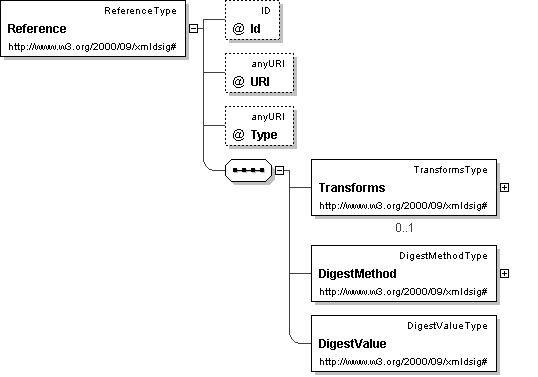 ReferenceType
Reference
http://www.w3.org/2000/09/xmldsig#
ID
@ Id
anyURI
@ URI
anyURI
@ Type
TransformsType
Transforms
http://www.w3.org/2000/09/xmldsig#
0..1
DigestMethodType
DigestMethod
http://www.w3.org/2000/09/xmldsig#
DigestValueType
DigestValue
http://www.w3.org/2000/09/xmldsig#